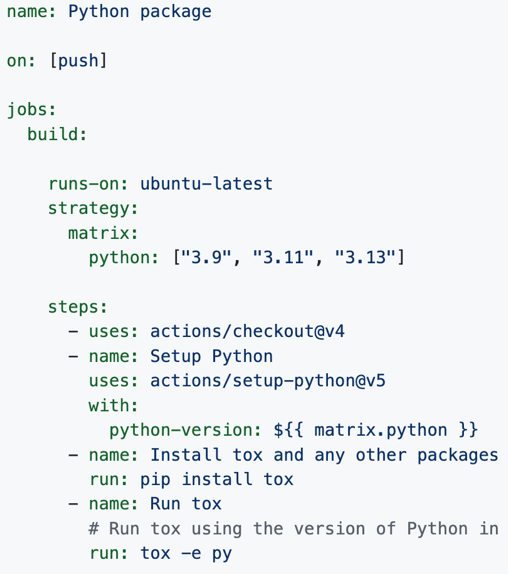 name: Python package
on: [push]
jobs:
  build:
    runs-on: ubuntu-latest
    strategy:
      matrix:
        python: ["3.9", "3.11", "3.13"]
    steps:
      - uses: actions/checkout@v4
      - name: Setup Python
        uses: actions/setup-python@v5
        with:
          python-version: ${{ matrix.python }}
      - name: Install tox and any other packages
        run: pip install tox
      - name: Run tox
        # Run tox using the version of Python in
        run: tox -e py